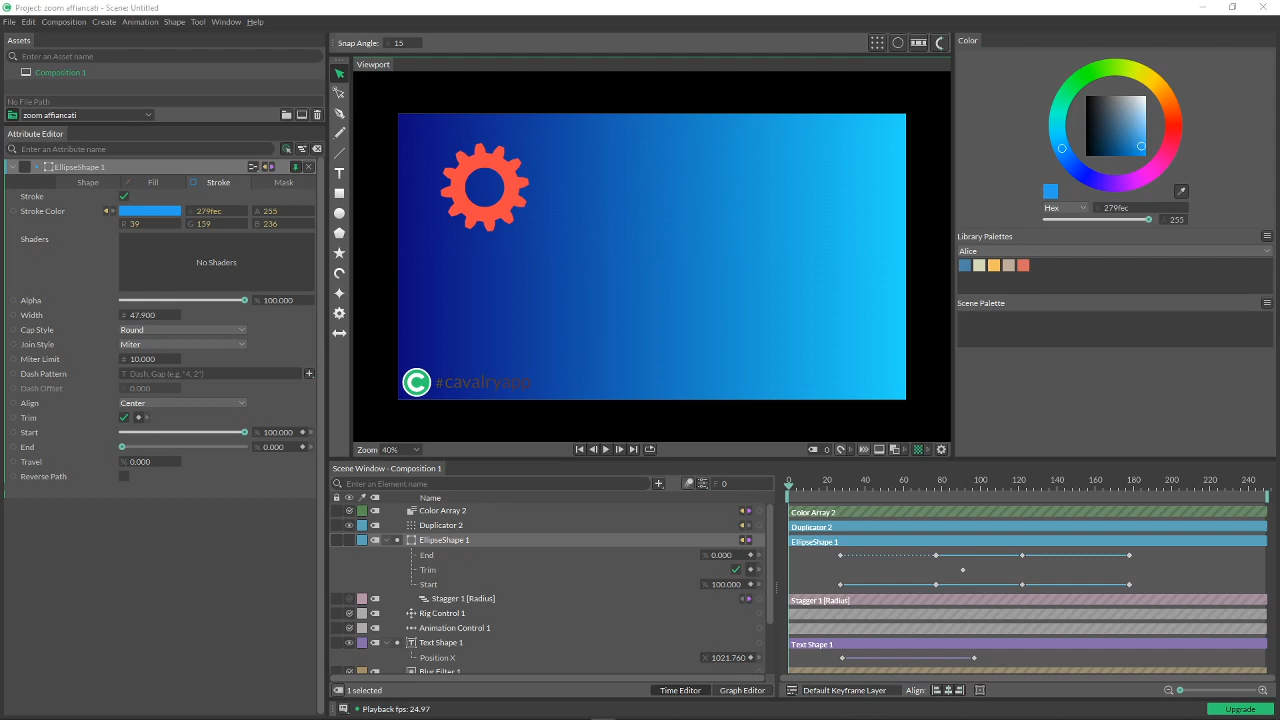 Project: zoom affiancati - Scene: Untitled
File Edit Composition Create Animation Shape Tool Window Help
Assets
Enter an Asset name
Composition 1
No File Path
zoom affiancati
Attribute Editor
Enter an Attribute name
EllipseShape 1
Shape Fill Stroke Mask
Stroke
Stroke Color # 279fec A 255
R 39 G 159 B 236
Shaders
No Shaders
Alpha % 100.000
Width # 47.900
Cap Style Round
Join Style Miter
Miter Limit # 10.000
Dash Pattern T Dash, Gap (e.g. "4, 2")
Dash Offset # 0.000
Align Center
Trim
Start % 100.000
End % 0.000
Travel % 0.000
Reverse Path
Snap Angle: 15
Viewport
#cavalryapp
Zoom 40%
0
Color
Hex # 279fec
255
Library Palettes
Alice
Scene Palette
Scene Window - Composition 1
Enter an Element name
F 0
0 20 40 60 80 100 120 140 160 180 200 220 240
Name
Color Array 2
Duplicator 2
EllipseShape 1
End % 0.000
Trim
Start % 100.000
Stagger 1 [Radius]
Rig Control 1
Animation Control 1
Text Shape 1
Position X X 1021.760
Blur Filter 1
Color Array 2
Duplicator 2
EllipseShape 1
Stagger 1 [Radius]
Text Shape 1
1 selected
Time Editor Graph Editor
Default Keyframe Layer Align:
Playback fps: 24.97
Upgrade